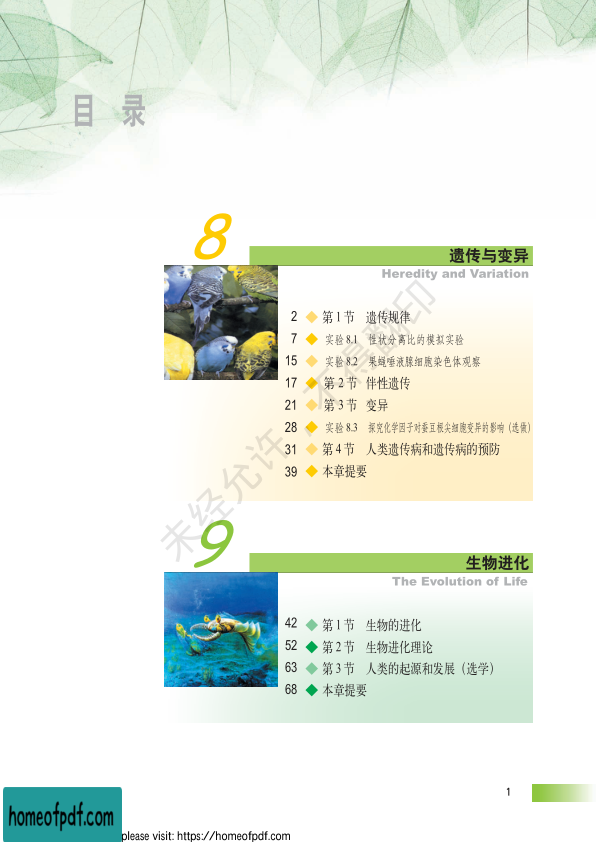 目 录
8
遗传与变异
Heredity and Variation
2 第1节 遗传规律
7 实验 8.1 性状分离比的模拟实验
15 实验 8.2 果蝇唾液腺细胞染色体观察
17 第2节 伴性遗传
21 第3节 变异
28 实验 8.3 探究化学因子对蚕豆根尖细胞变异的影响（选做）
31 第4节 人类遗传病和遗传病的预防
39 本章提要
未经允许 不得翻印
9
生物进化
The Evolution of Life
42 第1节 生物的进化
52 第2节 生物进化理论
63 第3节 人类的起源和发展（选学）
68 本章提要
1
homeofpdf.com
please visit: https://homeofpdf.com